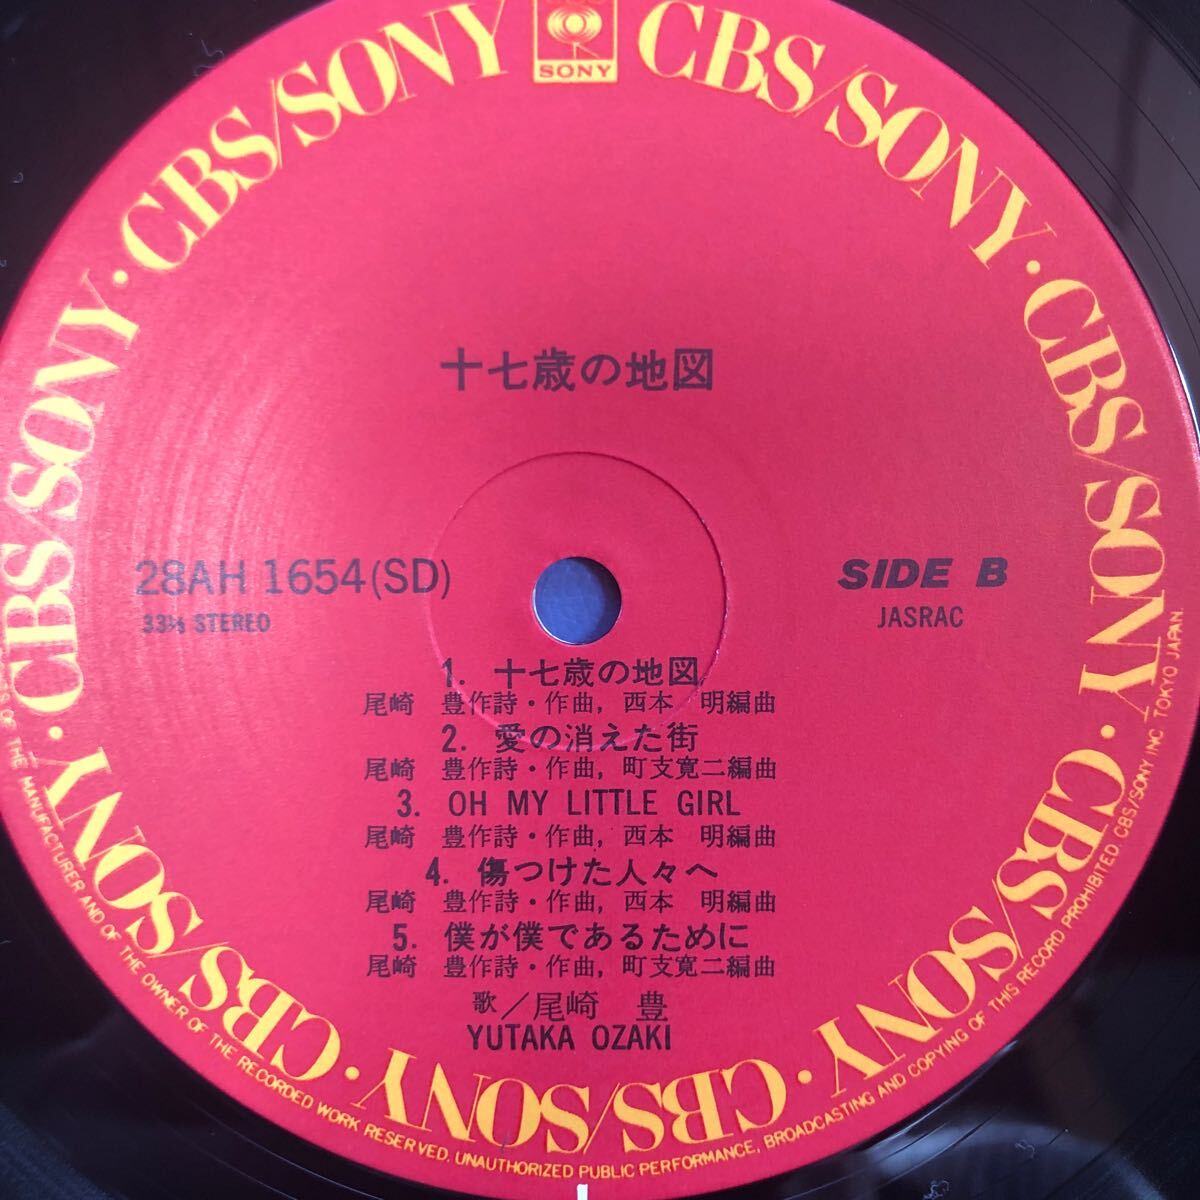 SONY
CBS/SONY · CBS/SONY · CBS/SONY · CBS/SONY · CBS/SONY · CBS/SONY · CBS/SONY · CBS/SONY · CBS/SONY
十七歳の地図
28AH 1654(SD)
33⅓ STEREO
SIDE B
JASRAC
1. 十七歳の地図
尾崎 豊作詩・作曲, 西本 明編曲
2. 愛の消えた街
尾崎 豊作詩・作曲, 町支寛二編曲
3. OH MY LITTLE GIRL
尾崎 豊作詩・作曲, 西本 明編曲
4. 傷つけた人々へ
尾崎 豊作詩・作曲, 西本 明編曲
5. 僕が僕であるために
尾崎 豊作詩・作曲, 町支寛二編曲
歌／尾崎 豊
YUTAKA OZAKI
OF THE MANUFACTURER AND OF THE OWNER OF THE RECORDED WORK RESERVED. UNAUTHORIZED PUBLIC PERFORMANCE, BROADCASTING AND COPYING OF THIS RECORD PROHIBITED. CBS/SONY INC. TOKYO JAPAN.